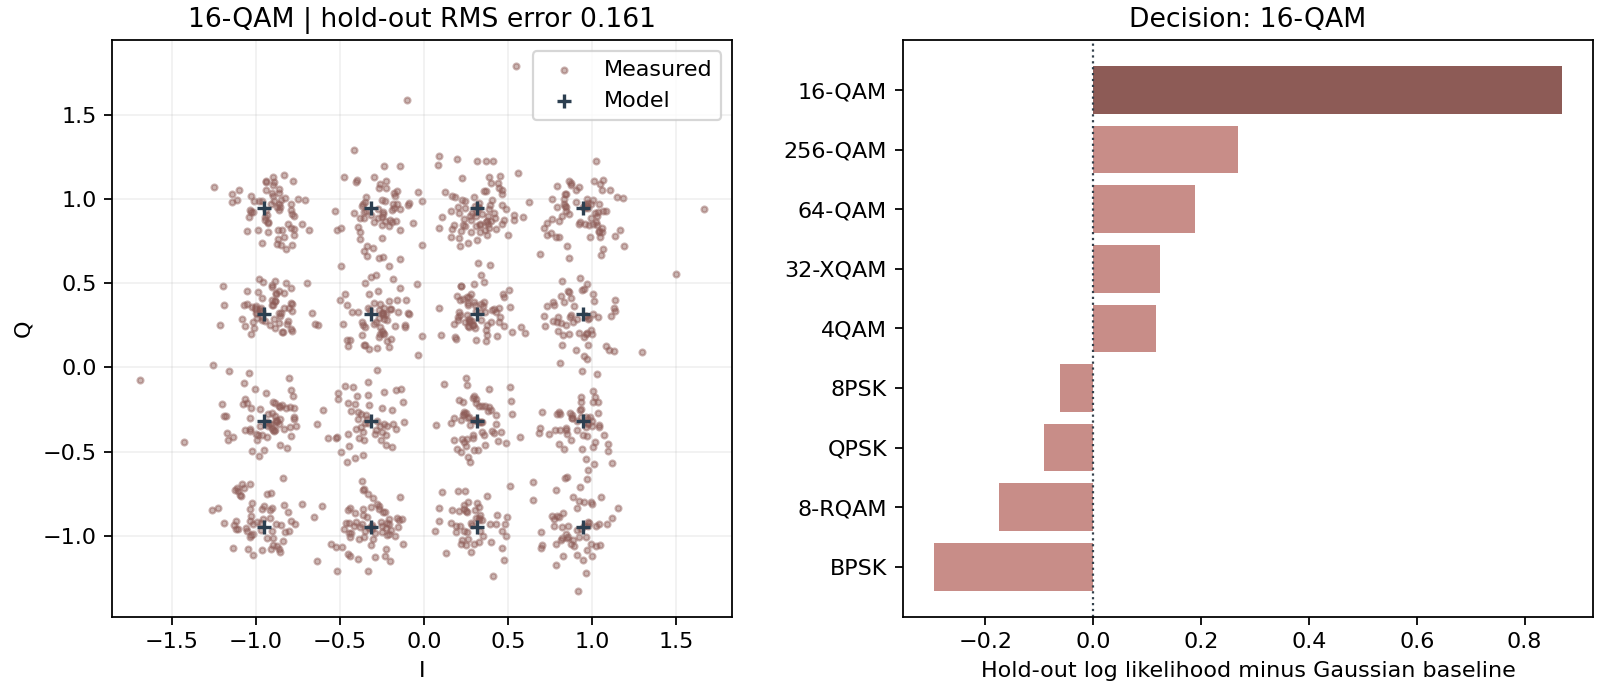 16-QAM | hold-out RMS error 0.161
Measured
Model
1.5
1.0
0.5
0.0
−0.5
−1.0
Q
−1.5
−1.0
−0.5
0.0
0.5
1.0
1.5
I
Decision: 16-QAM
16-QAM
256-QAM
64-QAM
32-XQAM
4QAM
8PSK
QPSK
8-RQAM
BPSK
−0.2
0.0
0.2
0.4
0.6
0.8
Hold-out log likelihood minus Gaussian baseline